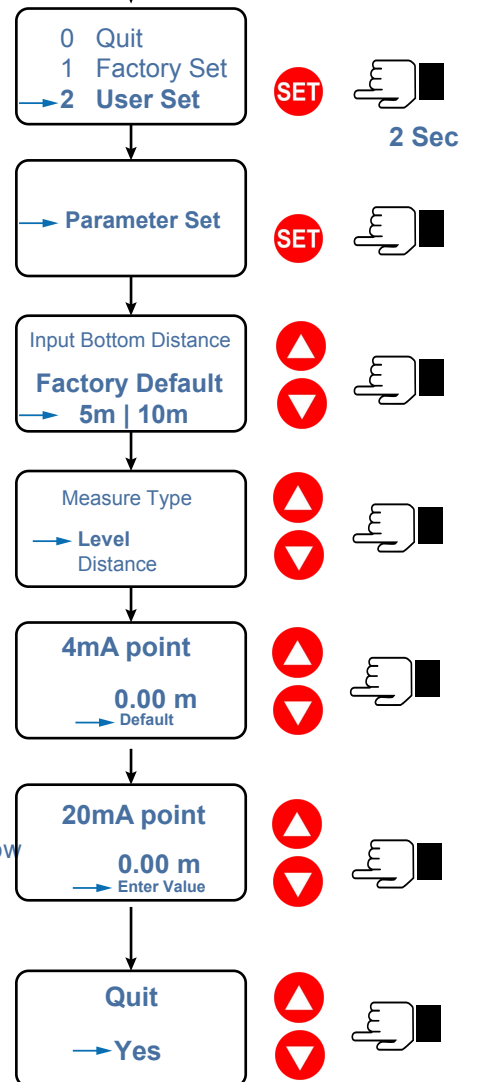 0 Quit
1 Factory Set
2 User Set
SET
2 Sec
Parameter Set
SET
Input Bottom Distance
Factory Default
5m | 10m
Measure Type
Level
Distance
4mA point
0.00 m
Default
20mA point
0.00 m
Enter Value
Quit
Yes